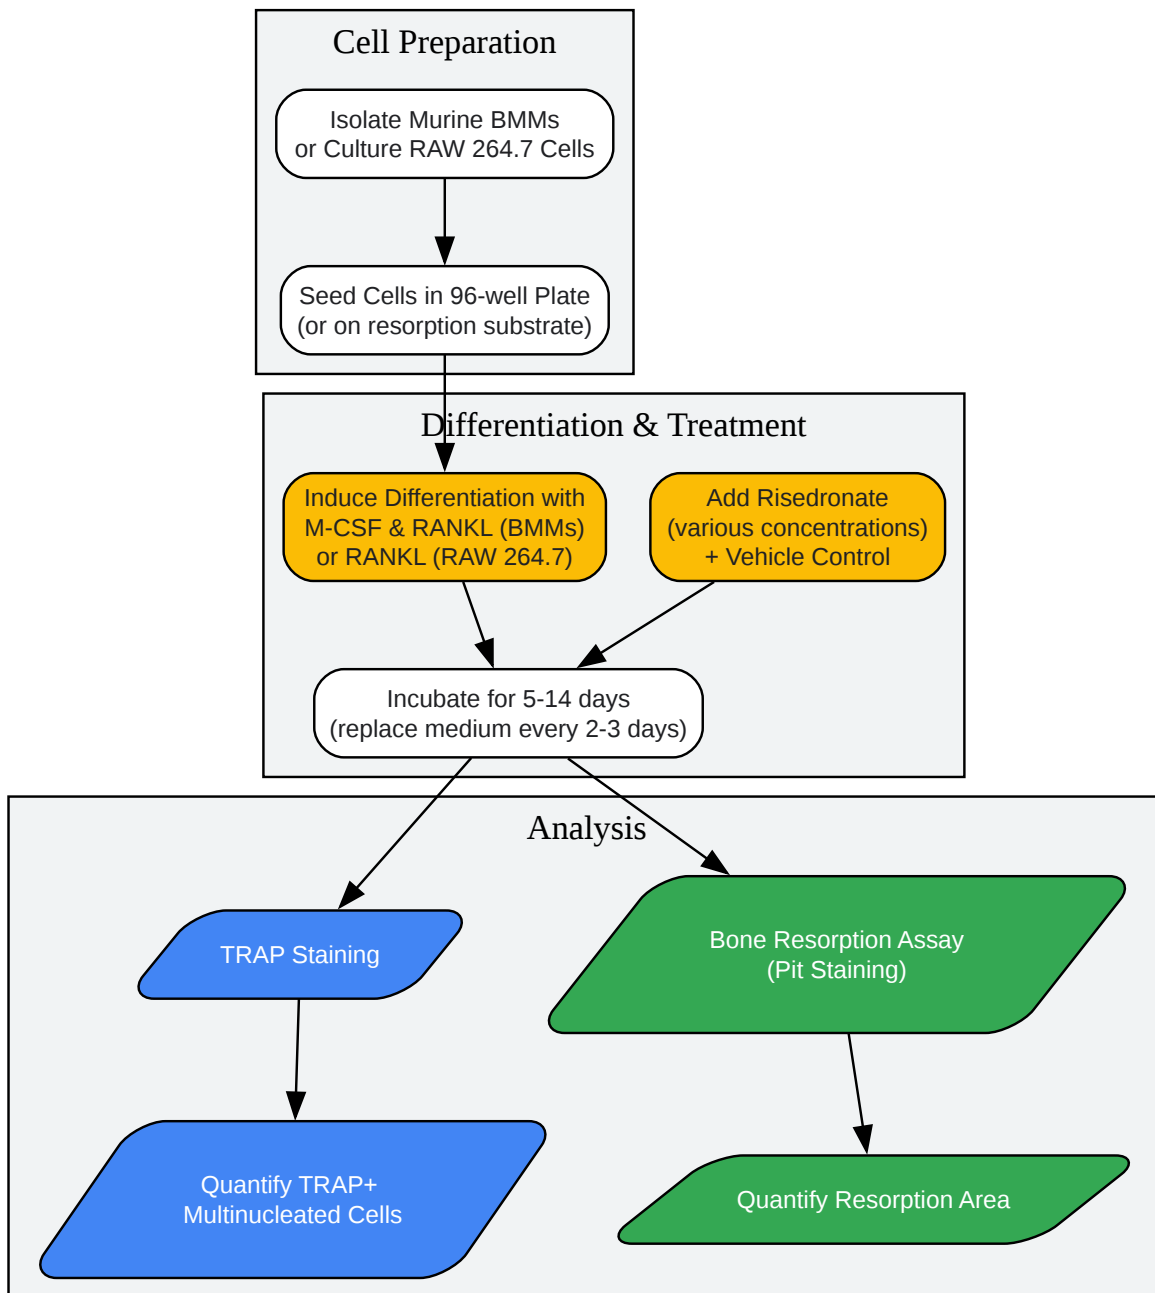 Cell Preparation
Isolate Murine BMMs
or Culture RAW 264.7 Cells
Seed Cells in 96-well Plate
(or on resorption substrate)
Differentiation & Treatment
Induce Differentiation with
M-CSF & RANKL (BMMs)
or RANKL (RAW 264.7)
Add Risedronate
(various concentrations)
+ Vehicle Control
Incubate for 5-14 days
(replace medium every 2-3 days)
Analysis
TRAP Staining
Bone Resorption Assay
(Pit Staining)
Quantify TRAP+
Multinucleated Cells
Quantify Resorption Area